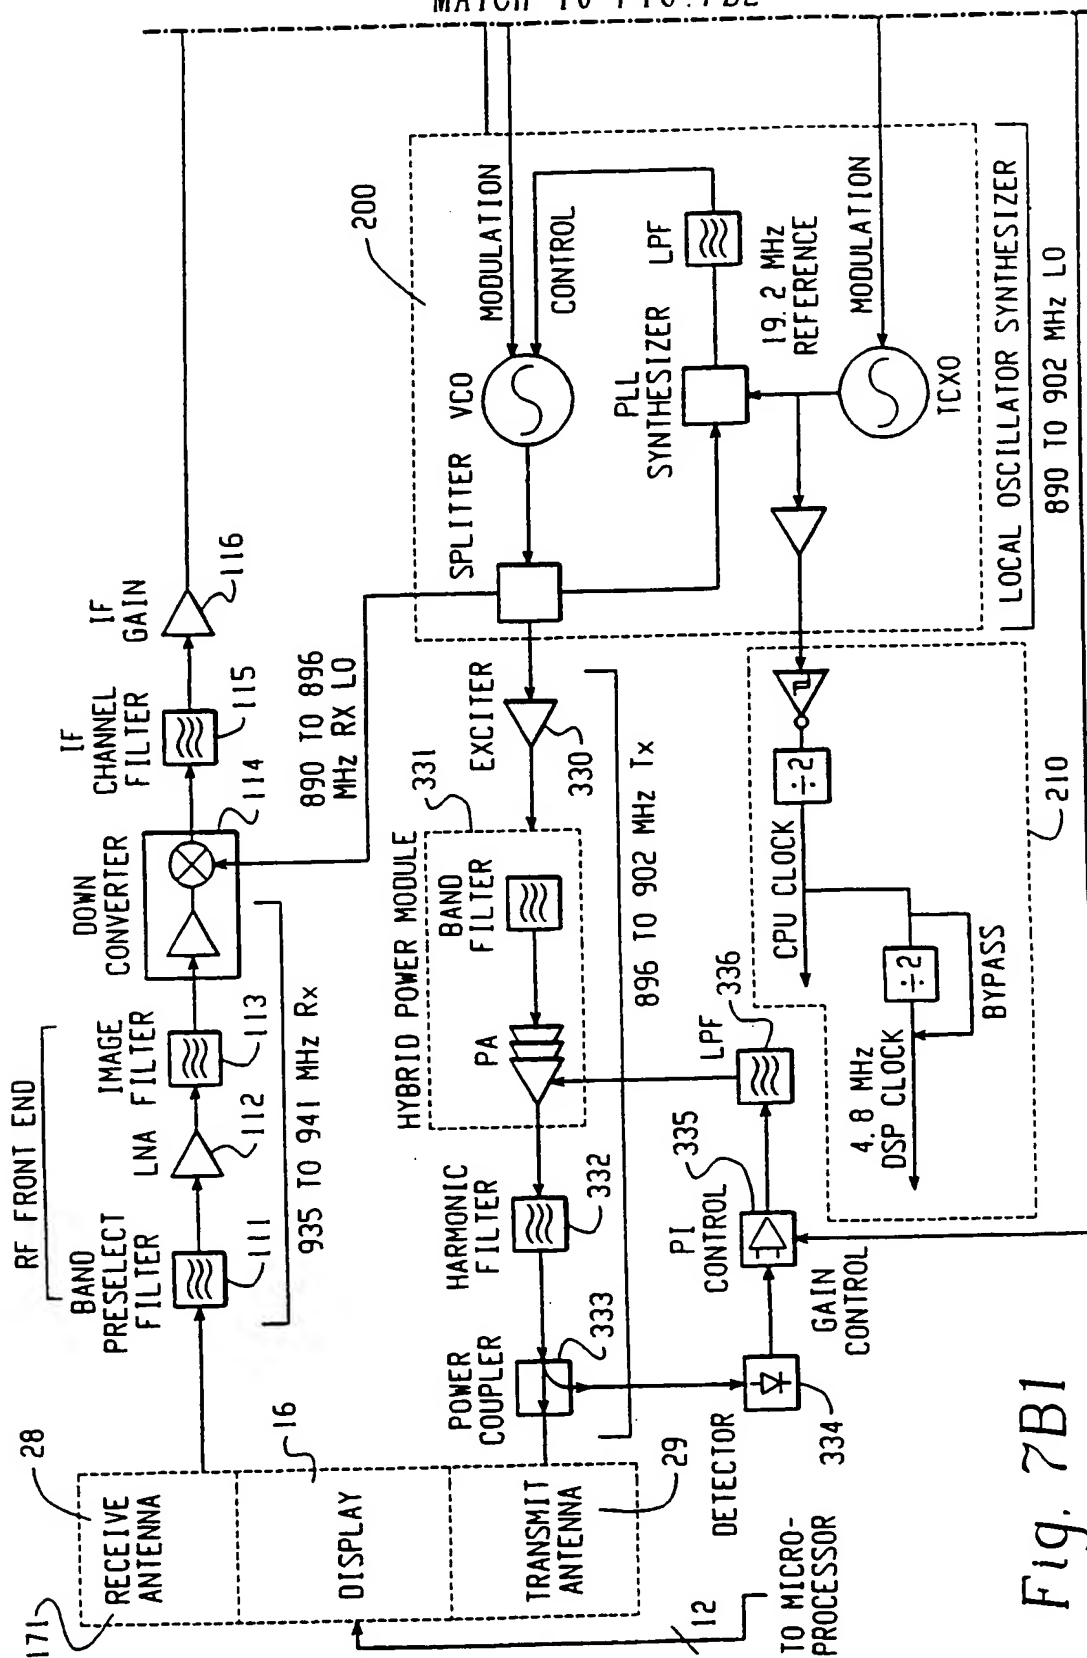 MATCH TO FIG.7B2
171
28
RECEIVE
ANTENNA
16
DISPLAY
TRANSMIT
ANTENNA
29
12
TO MICRO-
PROCESSOR
RF FRONT END
BAND
PRESELECT
FILTER
111
LNA
112
IMAGE
FILTER
113
935 TO 941 MHz Rx
DOWN
CONVERTER
114
IF
CHANNEL
FILTER
115
IF
GAIN
116
890 TO 896
MHz RX LO
POWER
COUPLER
333
HARMONIC
FILTER
332
HYBRID POWER MODULE
331
PA
BAND
FILTER
EXCITER
330
896 TO 902 MHz Tx
DETECTOR
334
PI
CONTROL
335
GAIN
CONTROL
LPF
336
200
SPLITTER
VCO
MODULATION
CONTROL
PLL
SYNTHESIZER
LPF
19.2 MHz
REFERENCE
MODULATION
TCXO
LOCAL OSCILLATOR SYNTHESIZER
890 TO 902 MHz LO
÷2
CPU CLOCK
÷2
BYPASS
4.8 MHz
DSP CLOCK
210
Fig. 7B1